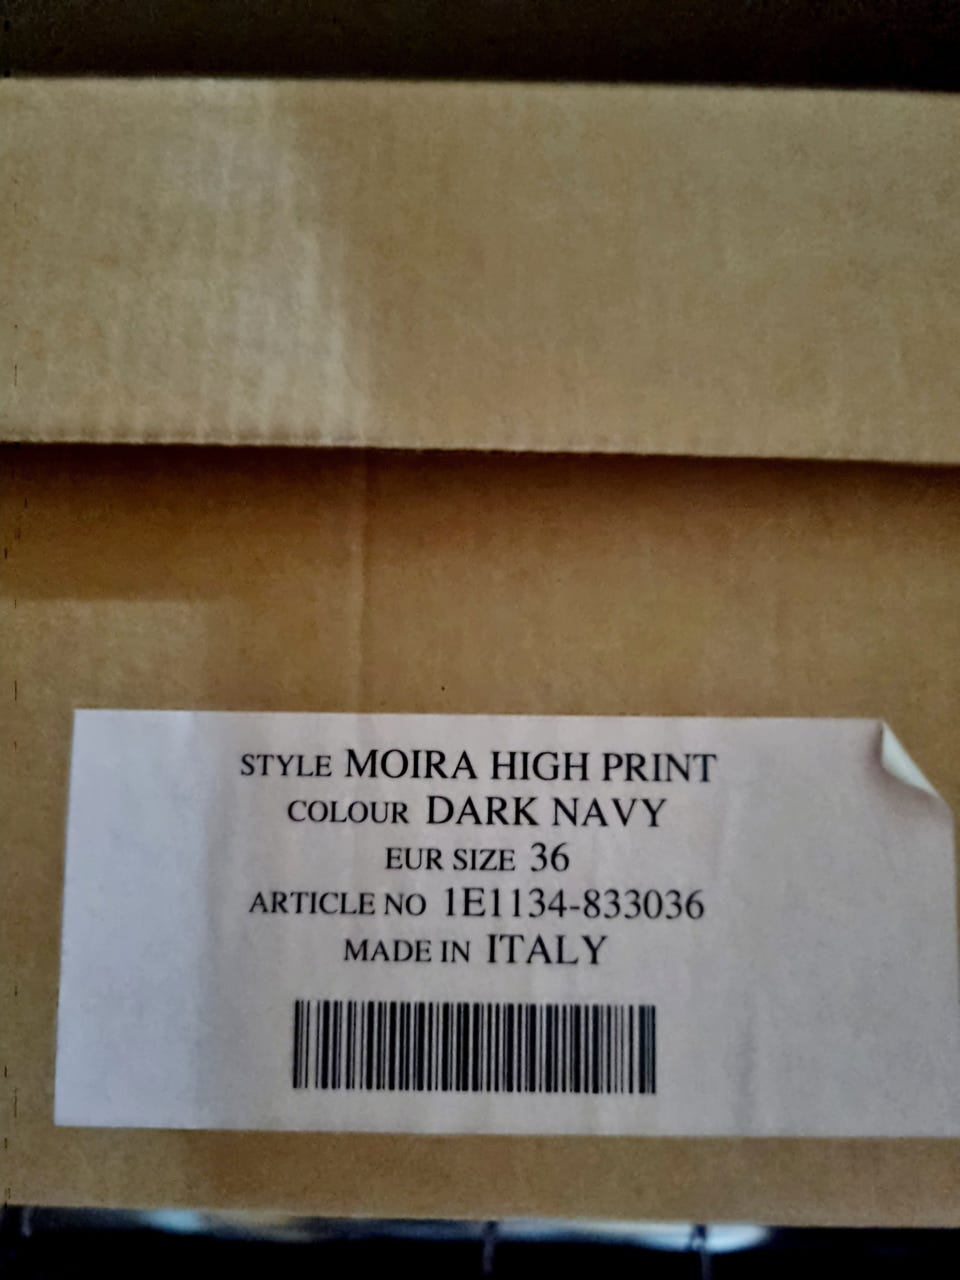 STYLE MOIRA HIGH PRINT
COLOUR DARK NAVY
EUR SIZE 36
ARTICLE NO 1E1134-833036
MADE IN ITALY